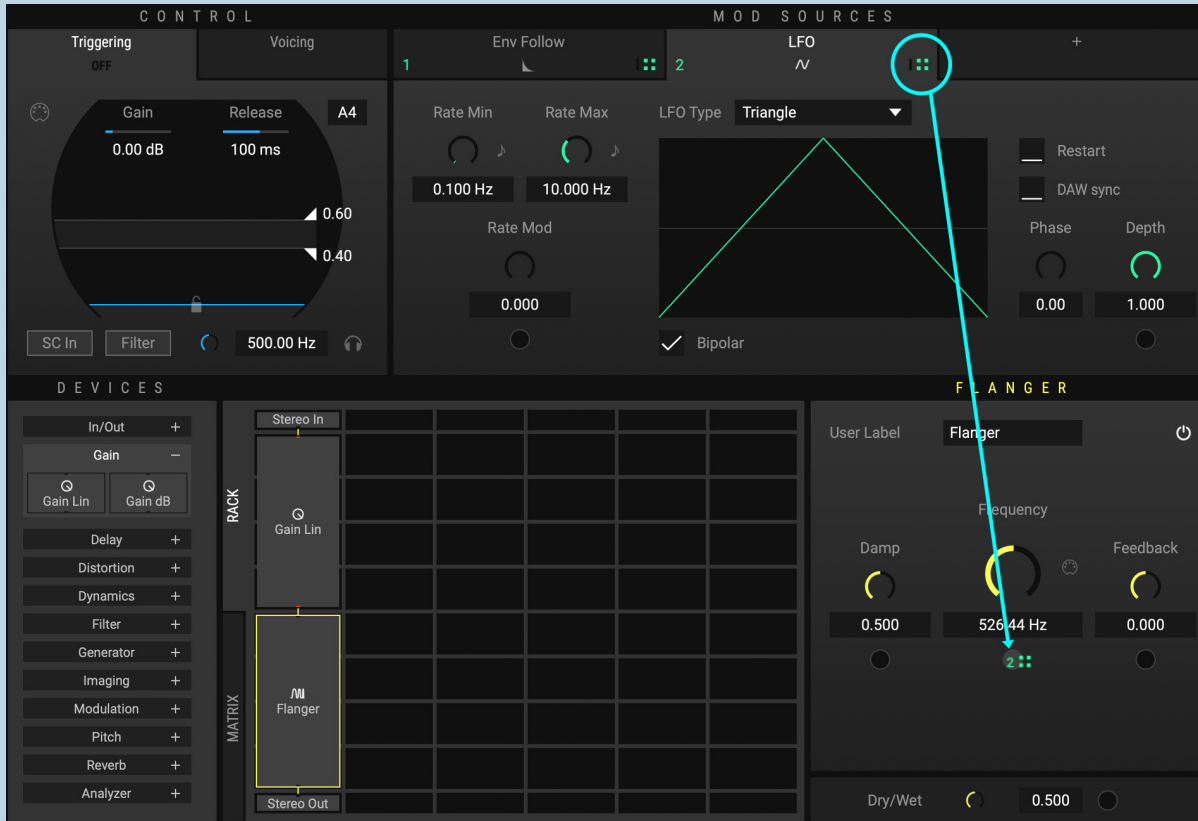 CONTROL
MOD SOURCES
Triggering
OFF
Voicing
1
Env Follow
2
LFO
+
Gain
Release
A4
0.00 dB
100 ms
0.60
0.40
SC In
Filter
500.00 Hz
Rate Min
Rate Max
0.100 Hz
10.000 Hz
Rate Mod
0.000
LFO Type
Triangle
Bipolar
Restart
DAW sync
Phase
Depth
0.00
1.000
DEVICES
In/Out +
Gain −
Gain Lin
Gain dB
Delay +
Distortion +
Dynamics +
Filter +
Generator +
Imaging +
Modulation +
Pitch +
Reverb +
Analyzer +
RACK
MATRIX
Stereo In
Gain Lin
Flanger
Stereo Out
FLANGER
User Label
Flanger
Frequency
Damp
Feedback
0.500
526.44 Hz
0.000
2
Dry/Wet
0.500